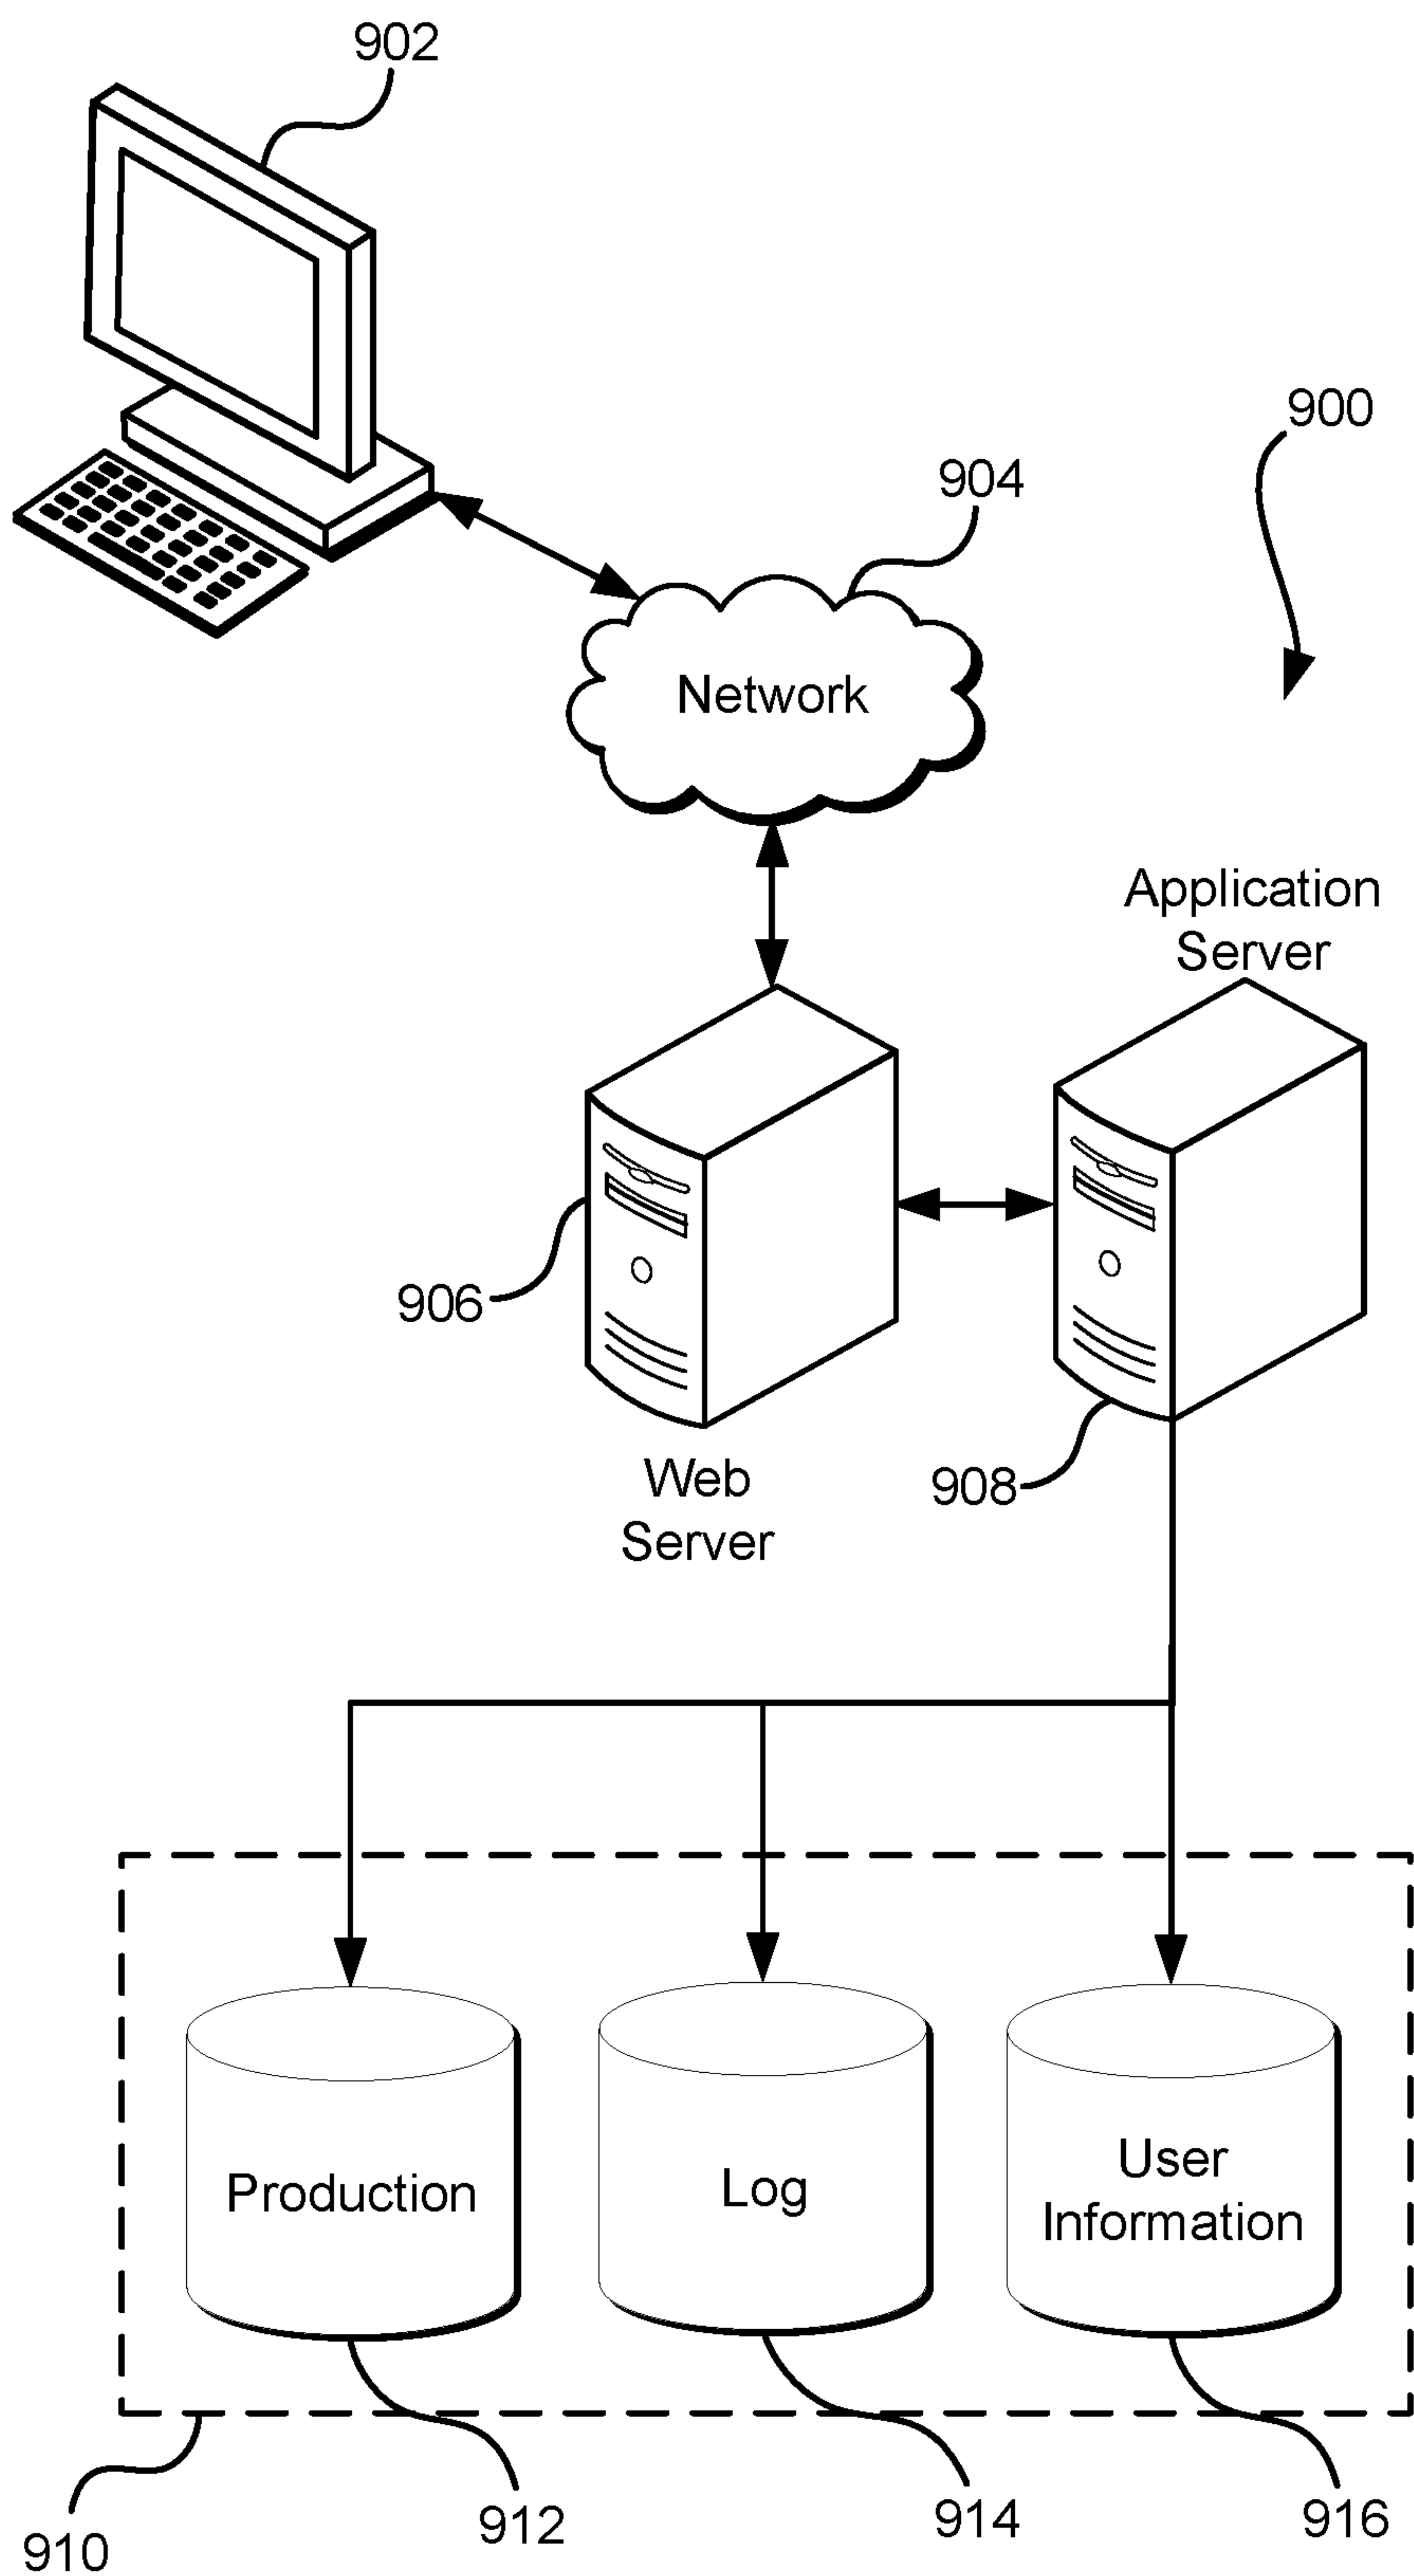 902
900
904
Network
Application
Server
906
908
Web
Server
Production
Log
User
Information
910
912
914
916